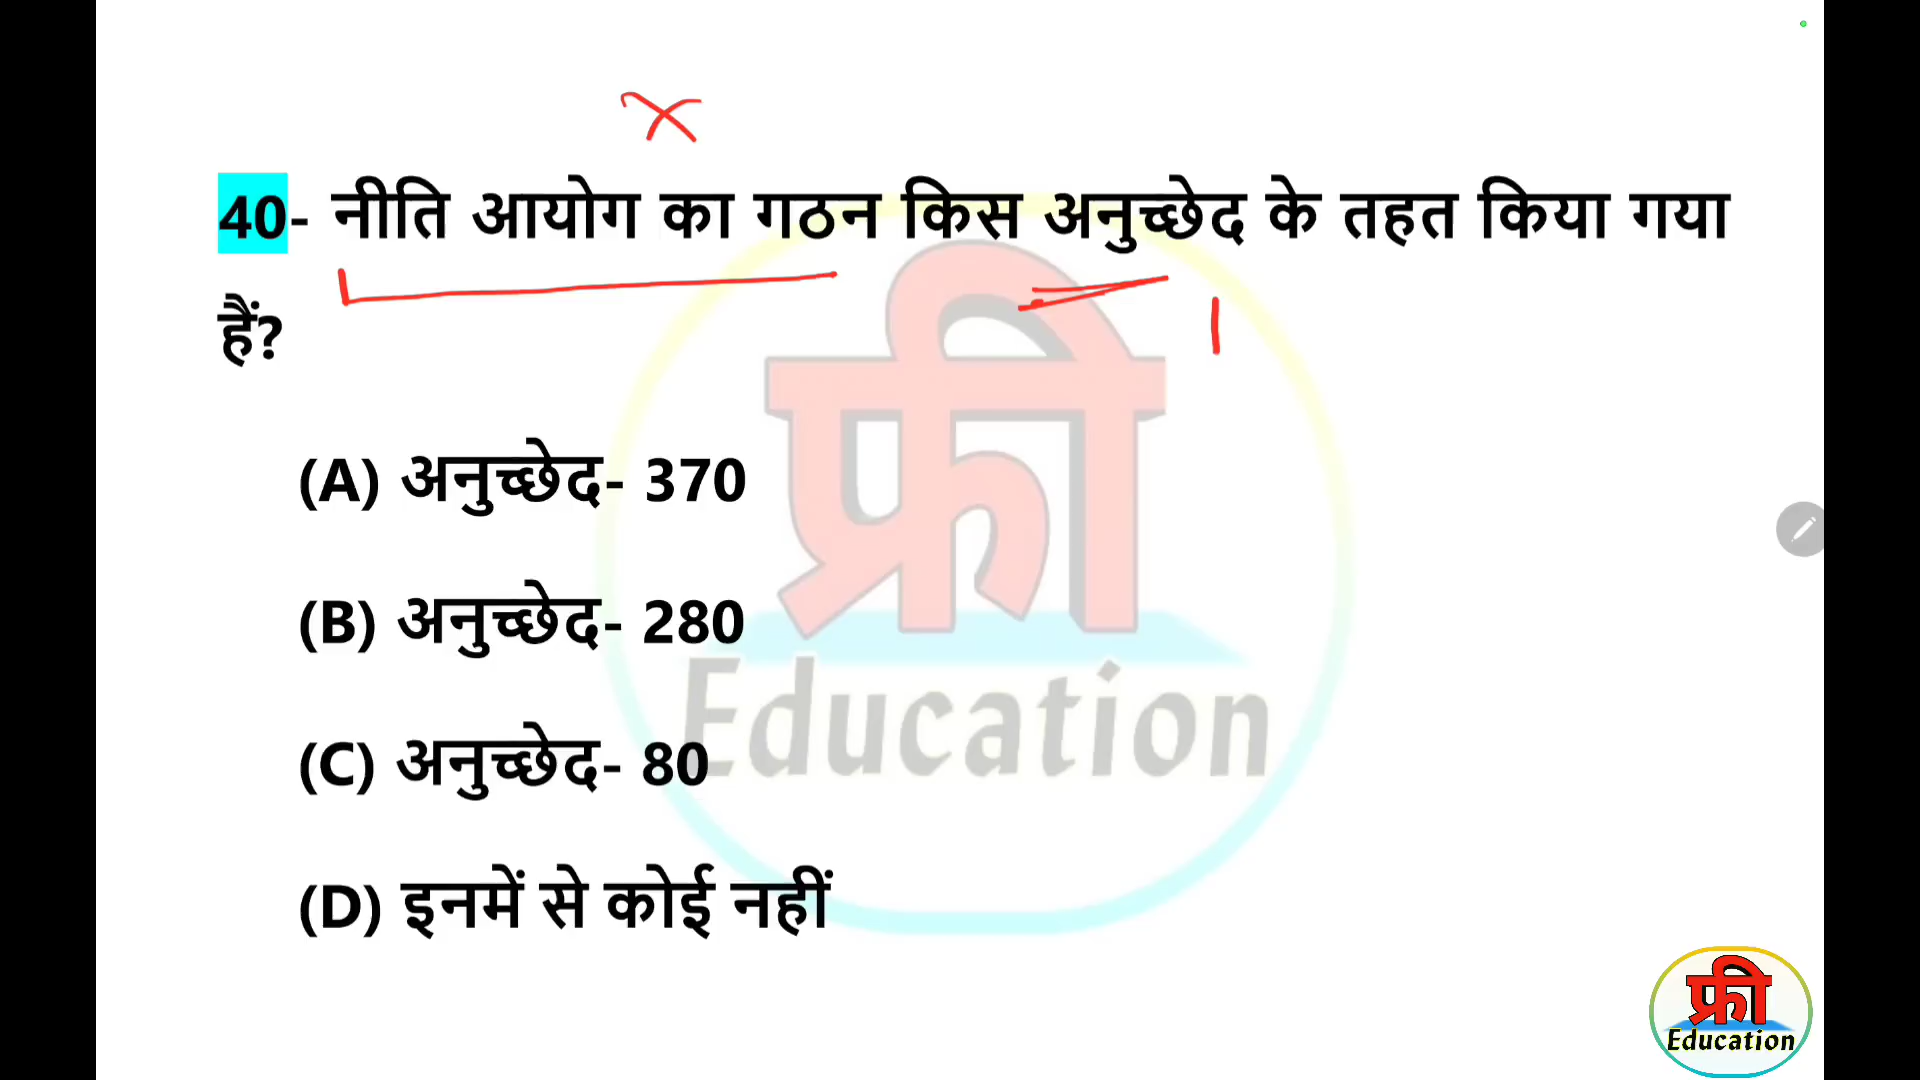 40- नीति आयोग का गठन किस अनुच्छेद के तहत किया गया
हैं?
(A) अनुच्छेद- 370
(B) अनुच्छेद- 280
(C) अनुच्छेद- 80
(D) इनमें से कोई नहीं
फ्री
Education
फ्री
Education